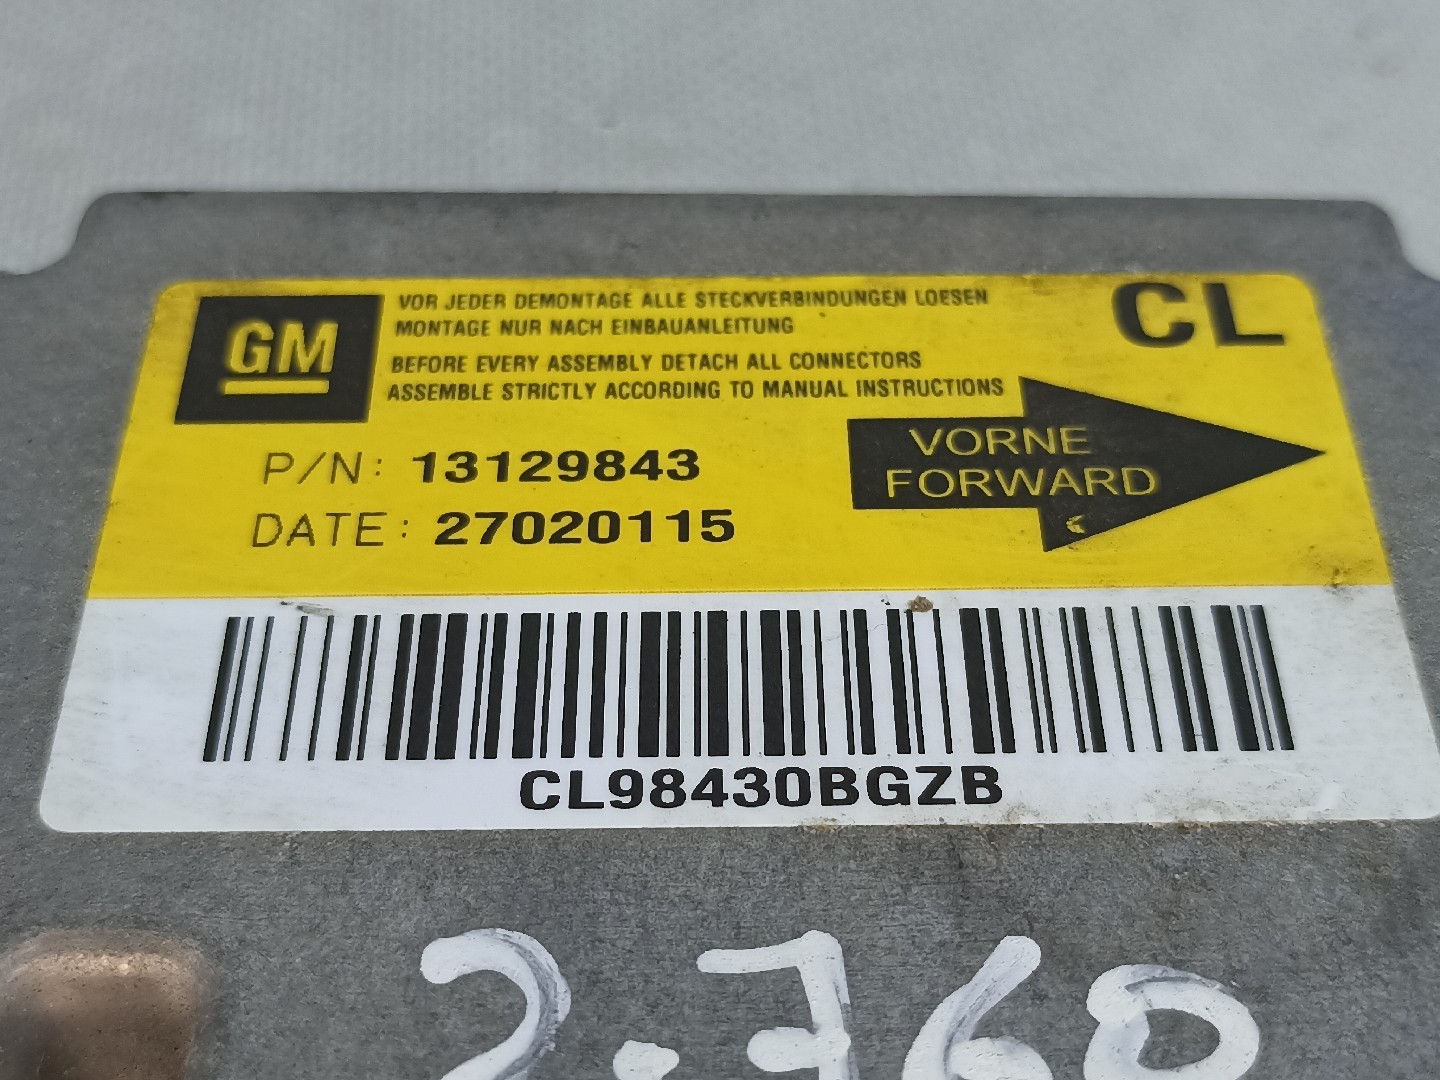 GM
VOR JEDER DEMONTAGE ALLE STECKVERBINDUNGEN LOESEN
MONTAGE NUR NACH EINBAUANLEITUNG
BEFORE EVERY ASSEMBLY DETACH ALL CONNECTORS
ASSEMBLE STRICTLY ACCORDING TO MANUAL INSTRUCTIONS
CL
VORNE
FORWARD
P/N: 13129843
DATE: 27020115
CL98430BGZB
2.760